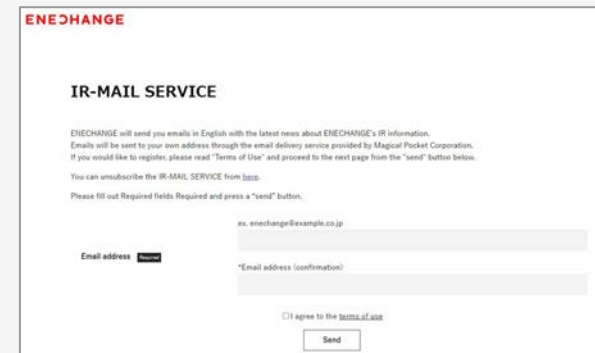 ENECHANGE
IR-MAIL SERVICE
ENECHANGE will send you emails in English with the latest news about ENECHANGE's IR information.
Emails will be sent to your own address through the email delivery service provided by Magical Pocket Corporation.
If you would like to register, please read "Terms of Use" and proceed to the next page from the "send" button below.
You can unsubscribe the IR-MAIL SERVICE from here.
Please fill out Required fields Required and press a "send" button.
ex. enechange@example.co.jp
Email address Required
*Email address (confirmation)
I agree to the terms of use
Send